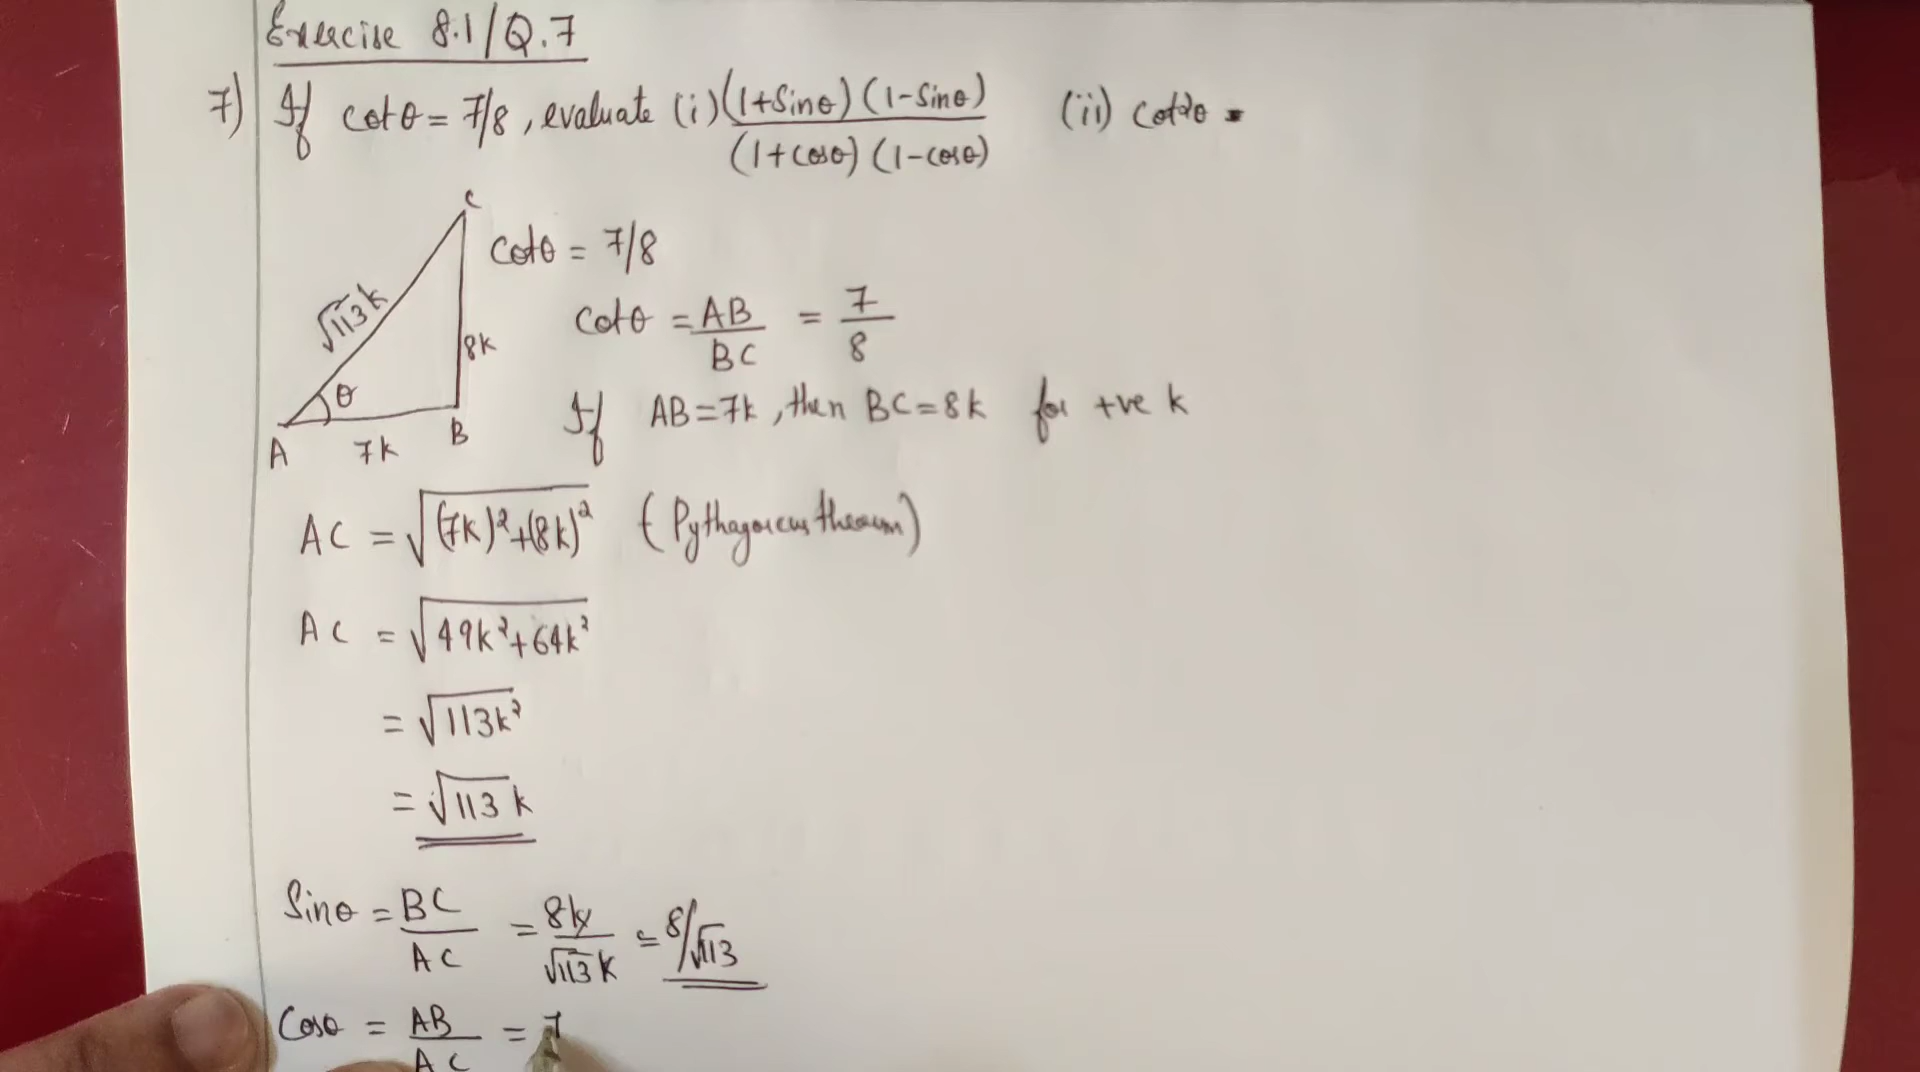 Exercise 8.1/Q.7
7) If cotθ = 7/8, evaluate (i) (1+Sinθ) (1-Sinθ) / (1+cosθ) (1-cosθ) (ii) cot²θ
C
cotθ = 7/8
√113k
cotθ = AB/BC = 7/8
8k
θ
If AB=7k, then BC=8k for +ve k
A 7k B
AC = √(7k)²+(8k)² (Pythagorus theorum)
AC = √49k²+64k²
= √113k²
= √113 k
Sinθ = BC/AC = 8k/√113 k = 8/√113
Cosθ = AB/AC = 7